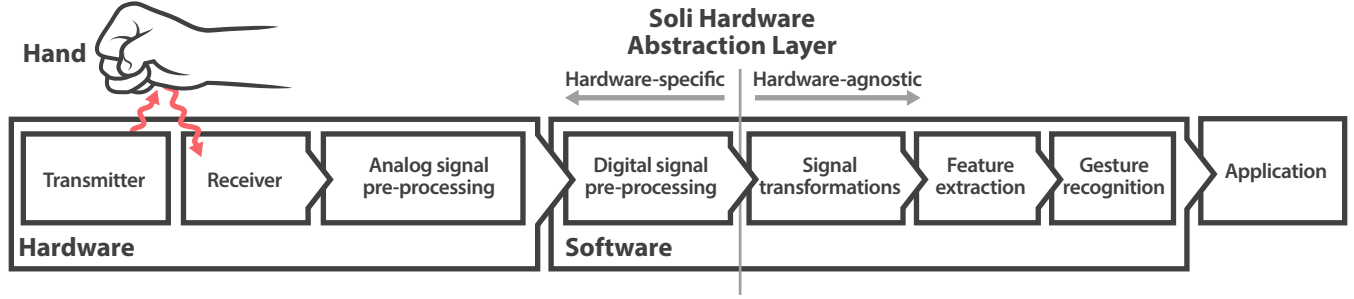 Soli Hardware
Abstraction Layer
Hand
Hardware-specific
Hardware-agnostic
Transmitter
Receiver
Analog signal
pre-processing
Digital signal
pre-processing
Signal
transformations
Feature
extraction
Gesture
recognition
Application
Hardware
Software